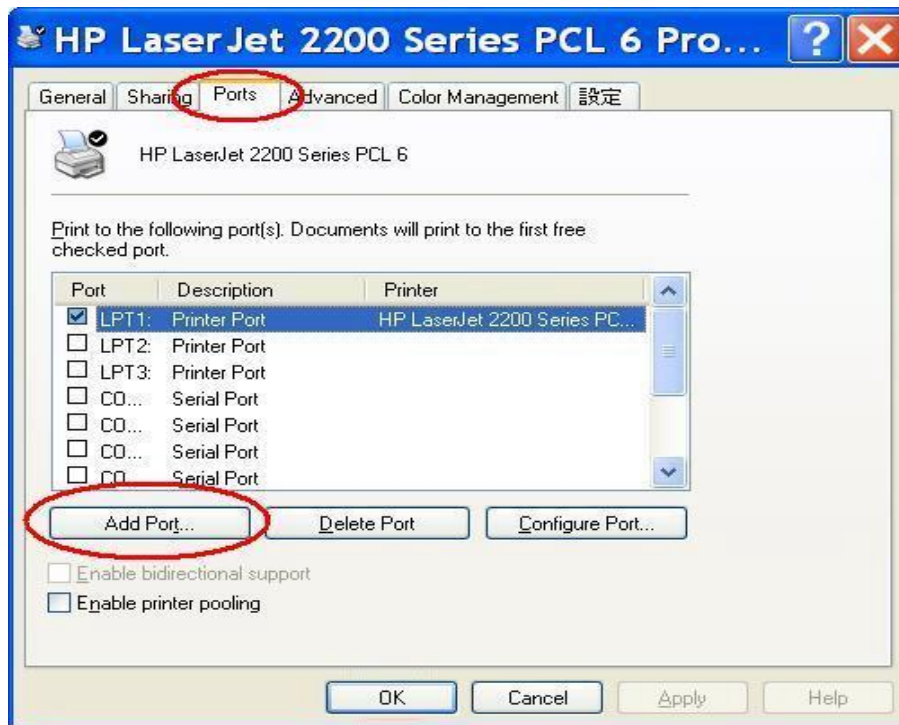 HP LaserJet 2200 Series PCL 6 Pro... ?
General Sharing Ports Advanced Color Management 設定
HP LaserJet 2200 Series PCL 6
Print to the following port(s). Documents will print to the first free
checked port.
Port Description Printer
LPT1: Printer Port HP LaserJet 2200 Series PC...
LPT2: Printer Port
LPT3: Printer Port
CO... Serial Port
CO... Serial Port
CO... Serial Port
CO... Serial Port
Add Port... Delete Port Configure Port...
Enable bidirectional support
Enable printer pooling
OK Cancel Apply Help